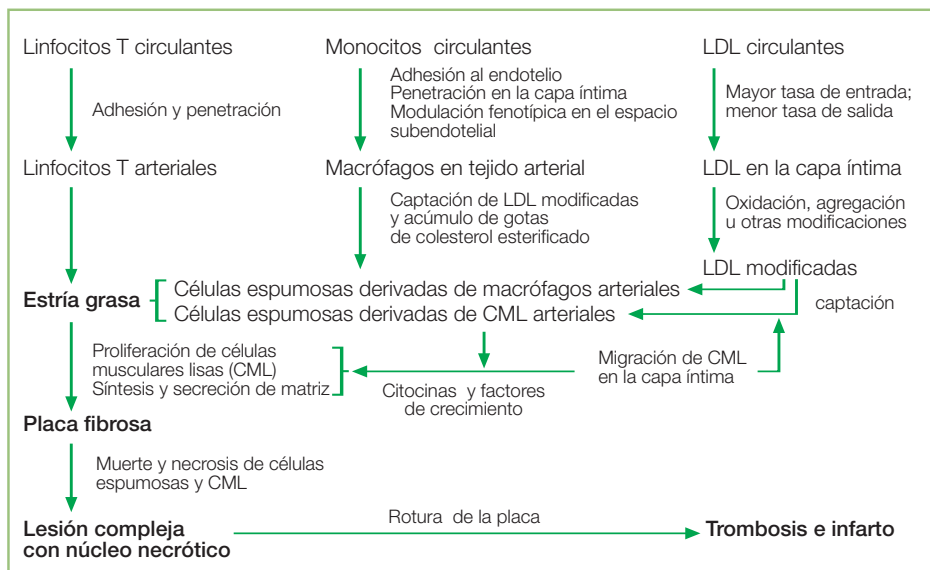 Linfocitos T circulantes
Monocitos circulantes
LDL circulantes
Adhesión y penetración
Adhesión al endotelio
Penetración en la capa íntima
Modulación fenotípica en el espacio
subendotelial
Mayor tasa de entrada;
menor tasa de salida
Linfocitos T arteriales
Macrófagos en tejido arterial
LDL en la capa íntima
Captación de LDL modificadas
y acúmulo de gotas
de colesterol esterificado
Oxidación, agregación
u otras modificaciones
LDL modificadas
Estría grasa
Células espumosas derivadas de macrófagos arteriales
Células espumosas derivadas de CML arteriales
captación
Proliferación de células
musculares lisas (CML)
Síntesis y secreción de matriz
Citocinas y factores
de crecimiento
Migración de CML
en la capa íntima
Placa fibrosa
Muerte y necrosis de células
espumosas y CML
Lesión compleja
con núcleo necrótico
Rotura de la placa
Trombosis e infarto